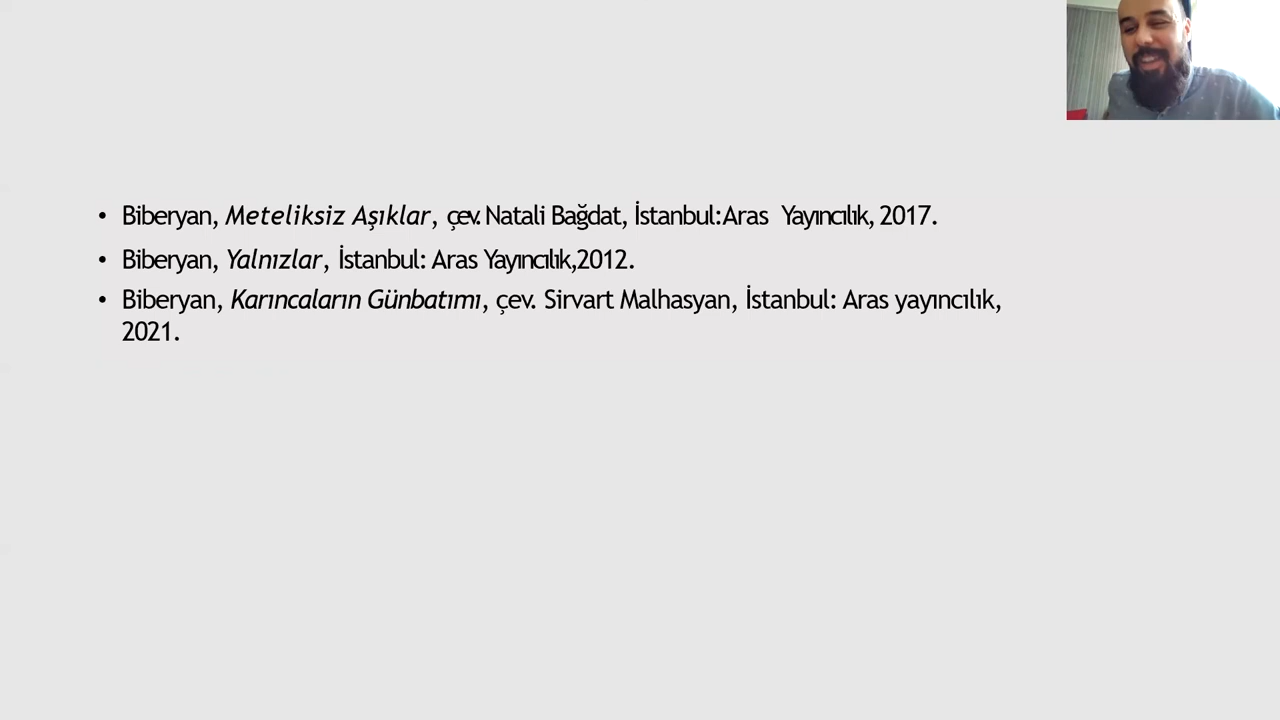 • Biberyan, Meteliksiz Aşıklar, çev. Natali Bağdat, İstanbul:Aras Yayıncılık, 2017.
• Biberyan, Yalnızlar, İstanbul: Aras Yayıncılık,2012.
• Biberyan, Karıncaların Günbatımı, çev. Sirvart Malhasyan, İstanbul: Aras yayıncılık,
2021.